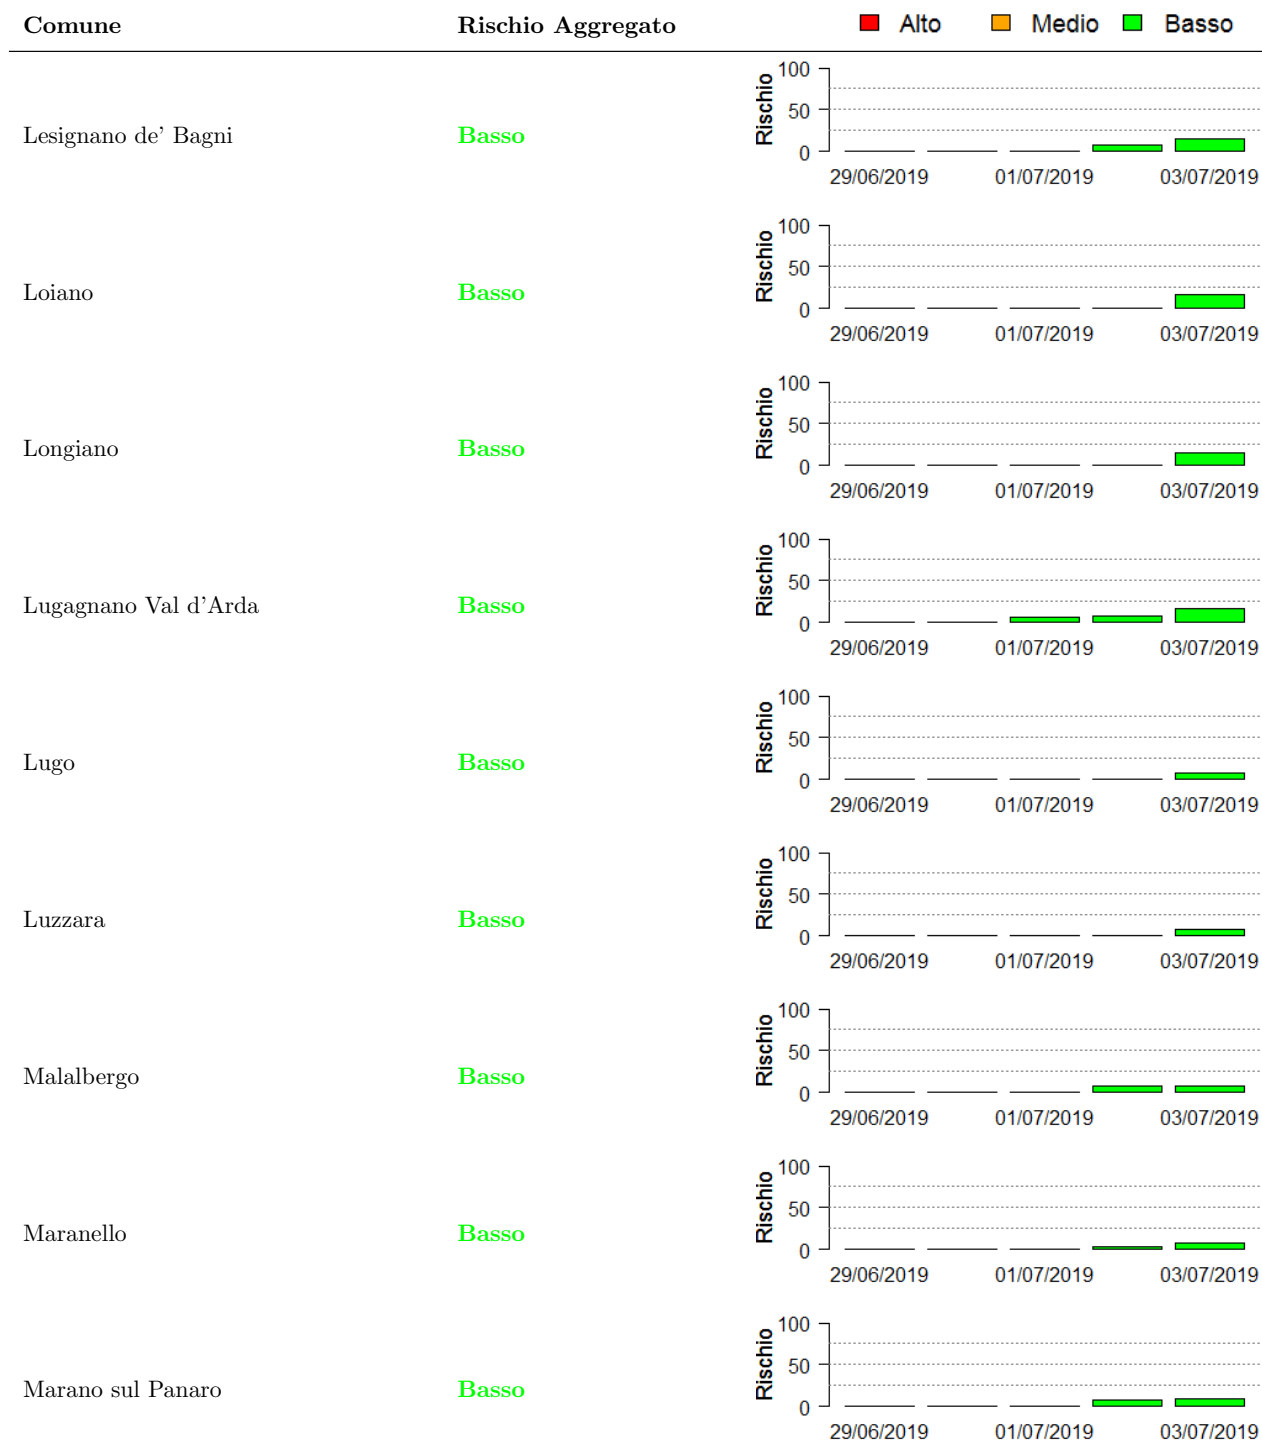 Comune Rischio Aggregato Alto Medio Basso
Lesignano de' Bagni Basso
Rischio
100
50
0
29/06/2019 01/07/2019 03/07/2019
Loiano Basso
Rischio
100
50
0
29/06/2019 01/07/2019 03/07/2019
Longiano Basso
Rischio
100
50
0
29/06/2019 01/07/2019 03/07/2019
Lugagnano Val d'Arda Basso
Rischio
100
50
0
29/06/2019 01/07/2019 03/07/2019
Lugo Basso
Rischio
100
50
0
29/06/2019 01/07/2019 03/07/2019
Luzzara Basso
Rischio
100
50
0
29/06/2019 01/07/2019 03/07/2019
Malalbergo Basso
Rischio
100
50
0
29/06/2019 01/07/2019 03/07/2019
Maranello Basso
Rischio
100
50
0
29/06/2019 01/07/2019 03/07/2019
Marano sul Panaro Basso
Rischio
100
50
0
29/06/2019 01/07/2019 03/07/2019